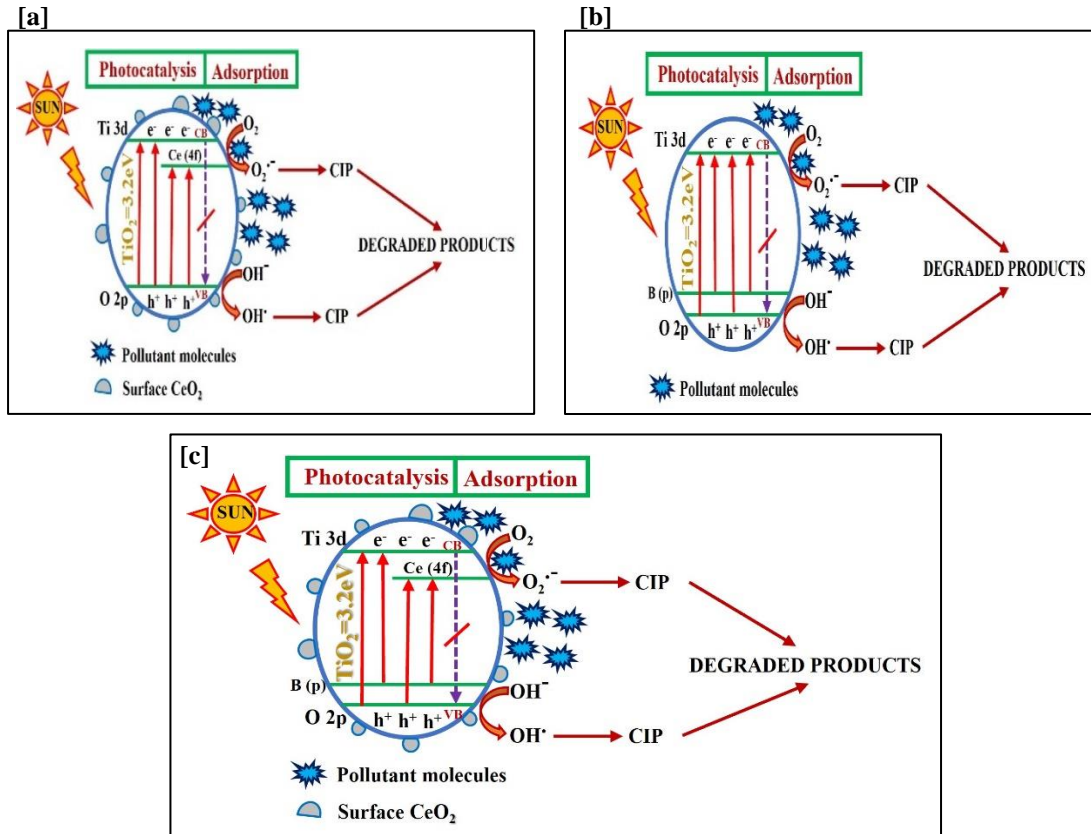 [a]
Photocatalysis Adsorption
SUN
Ti 3d e⁻ e⁻ e⁻ CB O₂
Ce (4f)
O₂·⁻ CIP
TiO₂=3.2eV
DEGRADED PRODUCTS
OH⁻
O 2p h⁺ h⁺ h⁺ VB
OH· CIP
Pollutant molecules
Surface CeO₂
[b]
Photocatalysis Adsorption
SUN
Ti 3d e⁻ e⁻ e⁻ CB O₂
O₂·⁻ CIP
TiO₂=3.2eV
DEGRADED PRODUCTS
B (p) OH⁻
O 2p h⁺ h⁺ h⁺ VB
OH· CIP
Pollutant molecules
[c]
Photocatalysis Adsorption
SUN
Ti 3d e⁻ e⁻ e⁻ CB O₂
Ce (4f)
O₂·⁻ CIP
TiO₂=3.2eV
DEGRADED PRODUCTS
B (p) OH⁻
O 2p h⁺ h⁺ h⁺ VB
OH· CIP
Pollutant molecules
Surface CeO₂